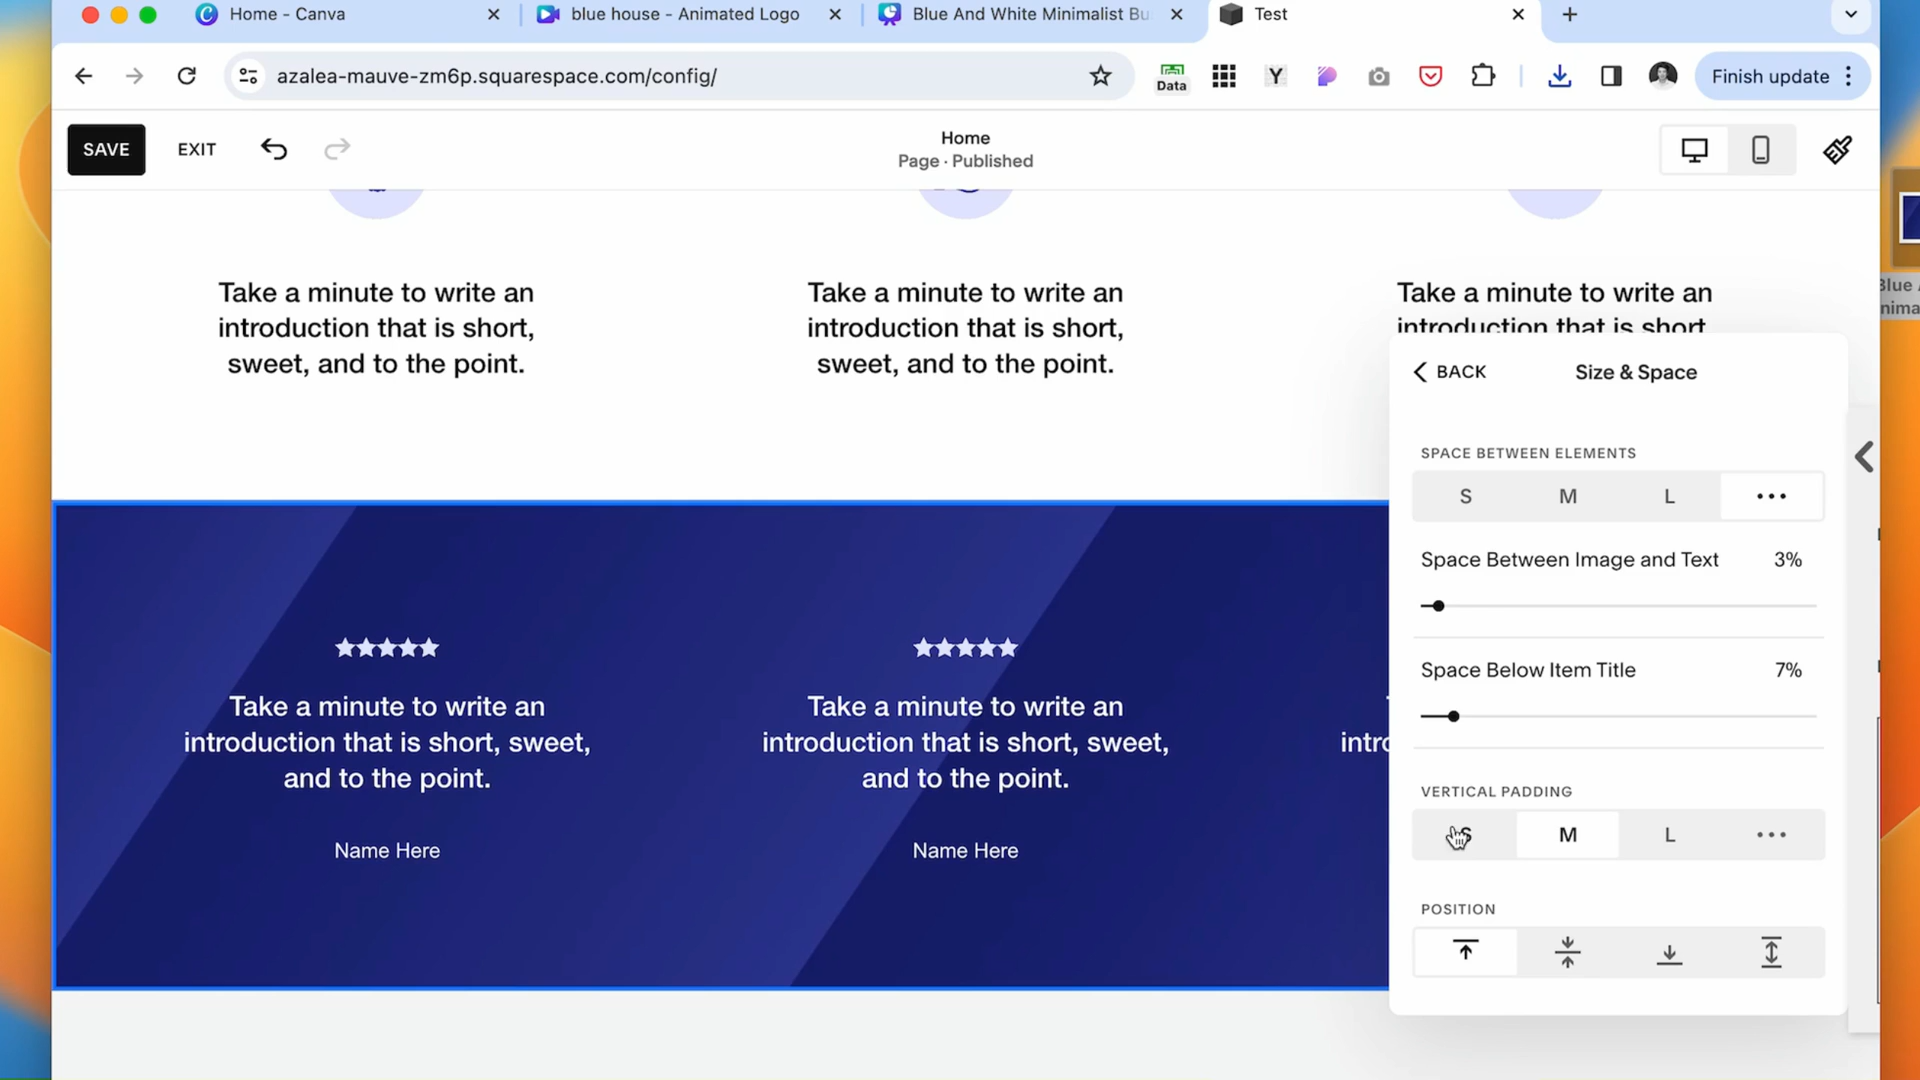 Home - Canva
blue house - Animated Logo
Blue And White Minimalist Bu
Test
azalea-mauve-zm6p.squarespace.com/config/
Data
Y
Finish update
SAVE
EXIT
Home
Page · Published
Take a minute to write an
introduction that is short,
sweet, and to the point.
Take a minute to write an
introduction that is short,
sweet, and to the point.
Take a minute to write an
introduction that is short
BACK
Size & Space
SPACE BETWEEN ELEMENTS
S
M
L
Space Between Image and Text
3%
Space Below Item Title
7%
VERTICAL PADDING
S
M
L
POSITION
★★★★★
Take a minute to write an
introduction that is short, sweet,
and to the point.
Name Here
★★★★★
Take a minute to write an
introduction that is short, sweet,
and to the point.
Name Here